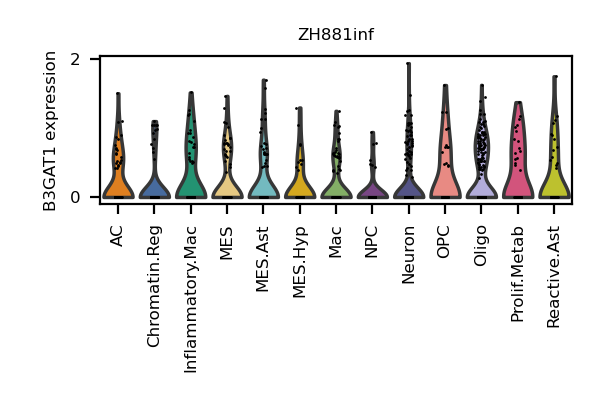 ZH881inf
B3GAT1 expression
2
0
AC
Chromatin.Reg
Inflammatory.Mac
MES
MES.Ast
MES.Hyp
Mac
NPC
Neuron
OPC
Oligo
Prolif.Metab
Reactive.Ast